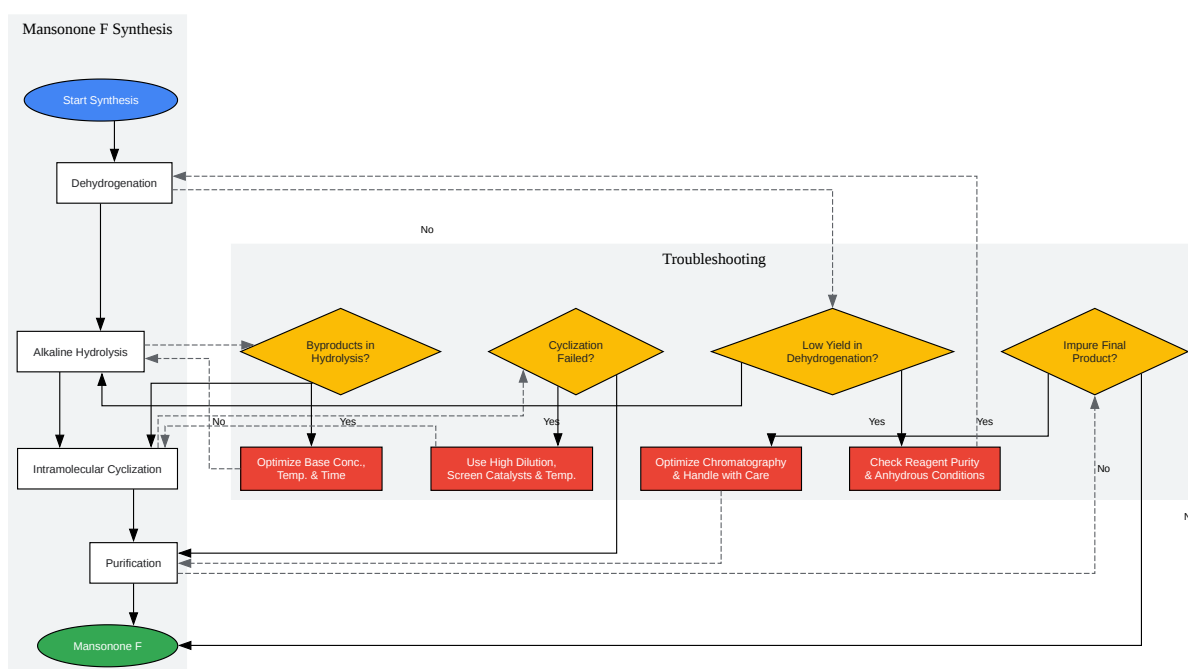 Mansonone F Synthesis
Start Synthesis
Dehydrogenation
No
Troubleshooting
Alkaline Hydrolysis
Byproducts in
Hydrolysis?
Cyclization
Failed?
Low Yield in
Dehydrogenation?
Impure Final
Product?
No
Yes
Yes
Yes
Yes
Intramolecular Cyclization
Optimize Base Conc.,
Temp. & Time
Use High Dilution,
Screen Catalysts & Temp.
Optimize Chromatography
& Handle with Care
Check Reagent Purity
& Anhydrous Conditions
No
Purification
Mansonone F